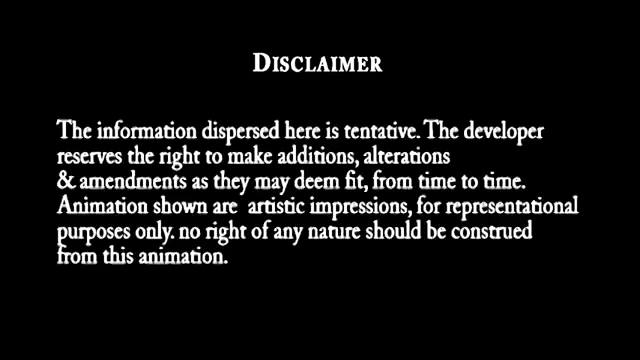 DISCLAIMER
The information dispersed here is tentative. The developer
reserves the right to make additions, alterations
& amendments as they may deem fit, from time to time.
Animation shown are artistic impressions, for representational
purposes only. no right of any nature should be construed
from this animation.